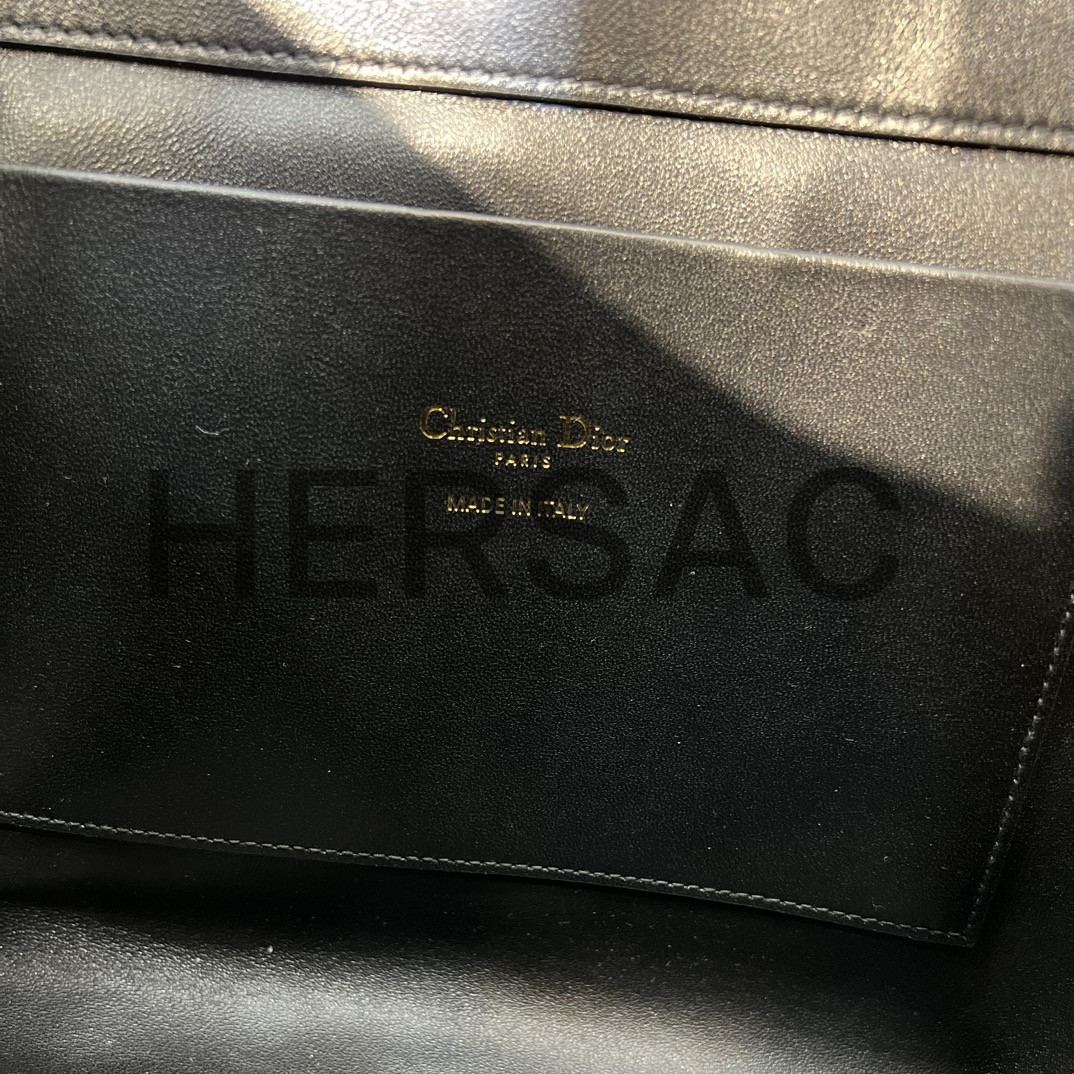 Christian Dior
PARIS
MADE IN ITALY
HERSAC